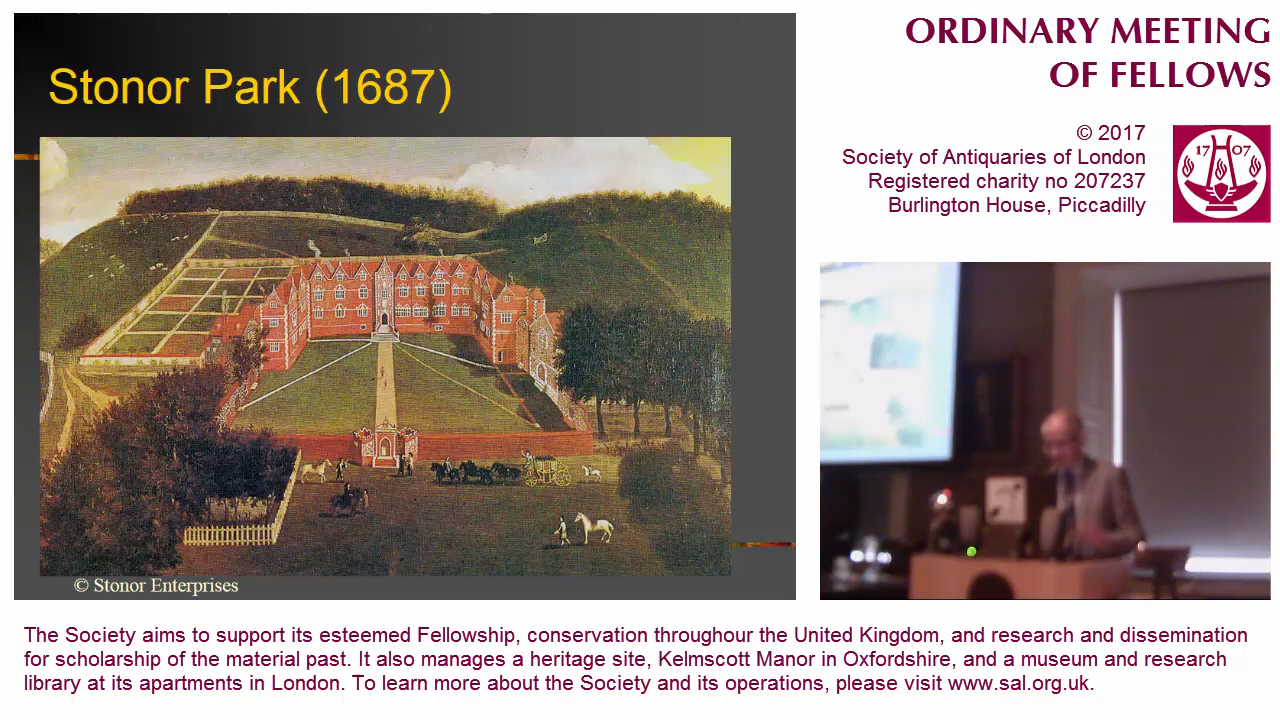 Stonor Park (1687)
© Stonor Enterprises
ORDINARY MEETING
OF FELLOWS
© 2017
Society of Antiquaries of London
Registered charity no 207237
Burlington House, Piccadilly
17 07
The Society aims to support its esteemed Fellowship, conservation throughour the United Kingdom, and research and dissemination
for scholarship of the material past. It also manages a heritage site, Kelmscott Manor in Oxfordshire, and a museum and research
library at its apartments in London. To learn more about the Society and its operations, please visit www.sal.org.uk.